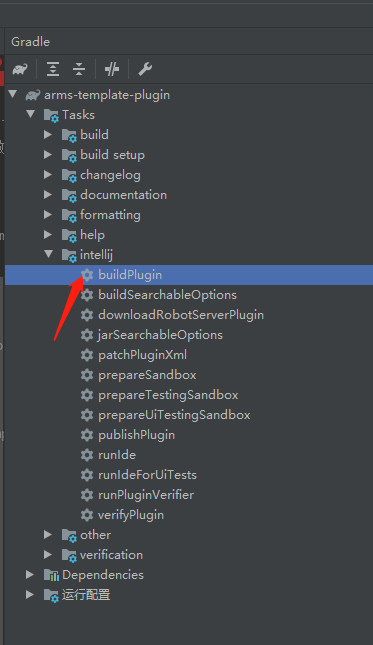 Gradle
arms-template-plugin
Tasks
build
build setup
changelog
documentation
formatting
help
intellij
buildPlugin
buildSearchableOptions
downloadRobotServerPlugin
jarSearchableOptions
patchPluginXml
prepareSandbox
prepareTestingSandbox
prepareUiTestingSandbox
publishPlugin
runIde
runIdeForUiTests
runPluginVerifier
verifyPlugin
other
verification
Dependencies
运行配置